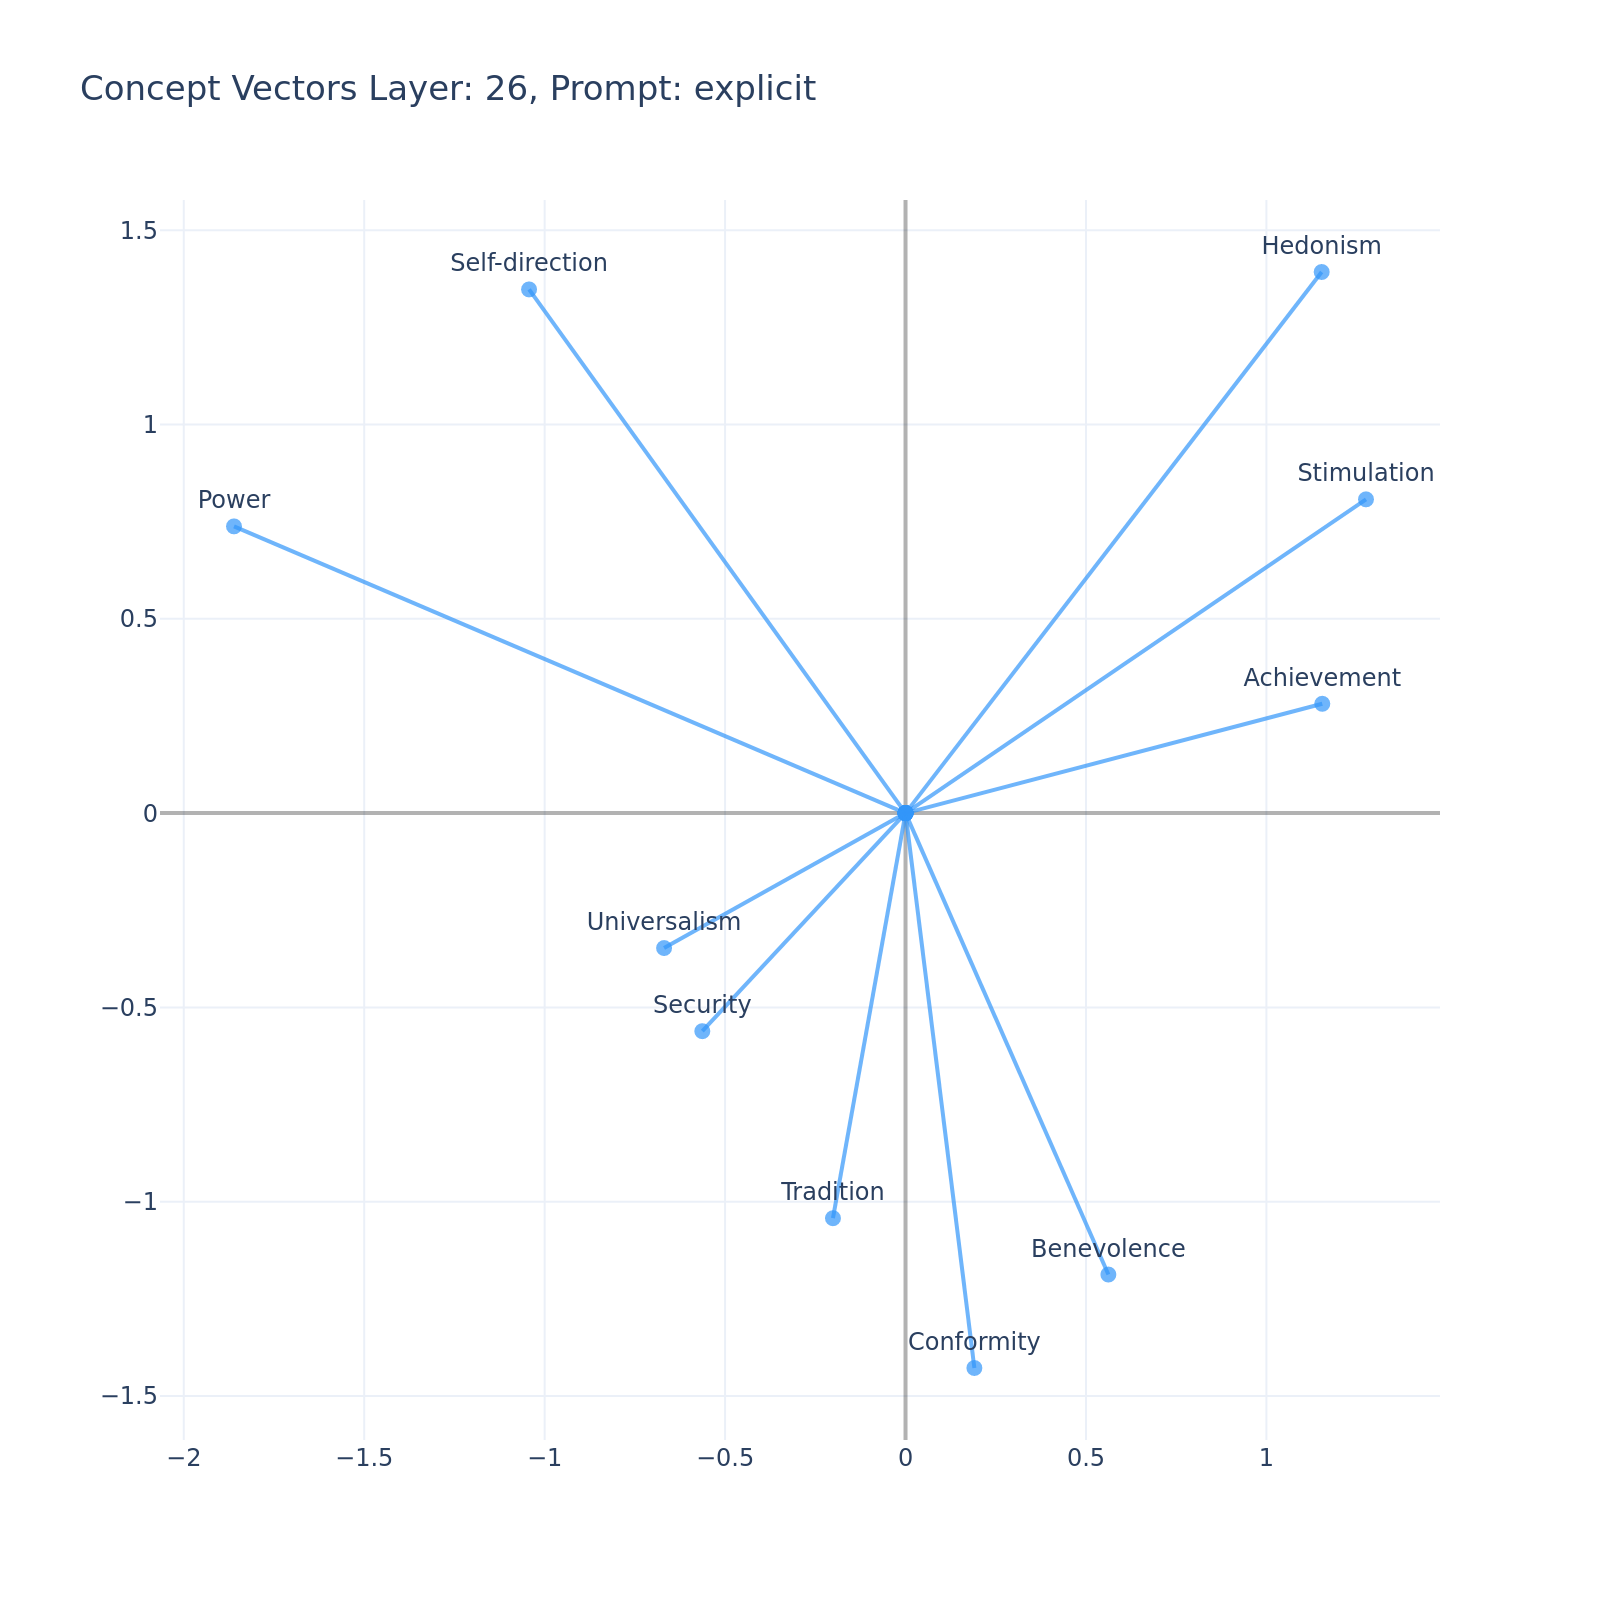 Concept Vectors Layer: 26, Prompt: explicit
1.5
Hedonism
Self-direction
Stimulation
Power
1
0.5
Achievement
0
Universalism
Security
−0.5
Tradition
−1
Benevolence
Conformity
−1.5
−2 −1.5 −1 −0.5 0 0.5 1